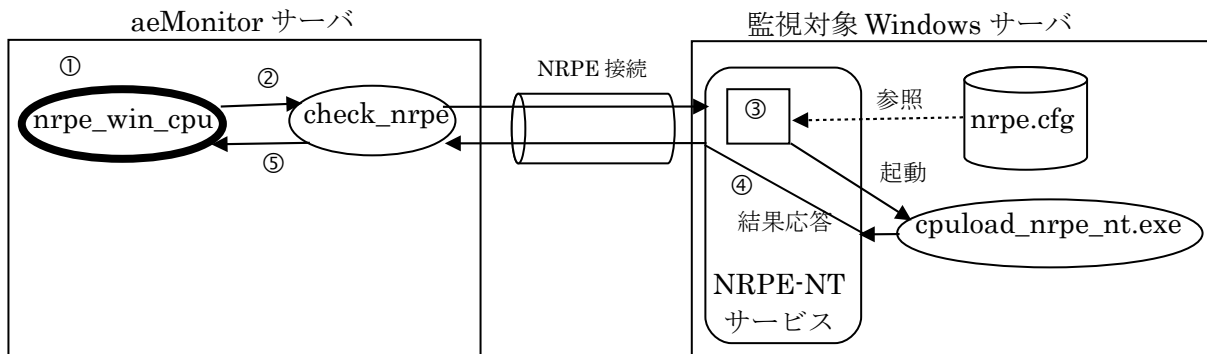 aeMonitor サーバ
監視対象 Windows サーバ
①
②
NRPE 接続
nrpe_win_cpu
check_nrpe
③
参照
nrpe.cfg
⑤
④
起動
結果応答
cpuload_nrpe_nt.exe
NRPE-NT
サービス